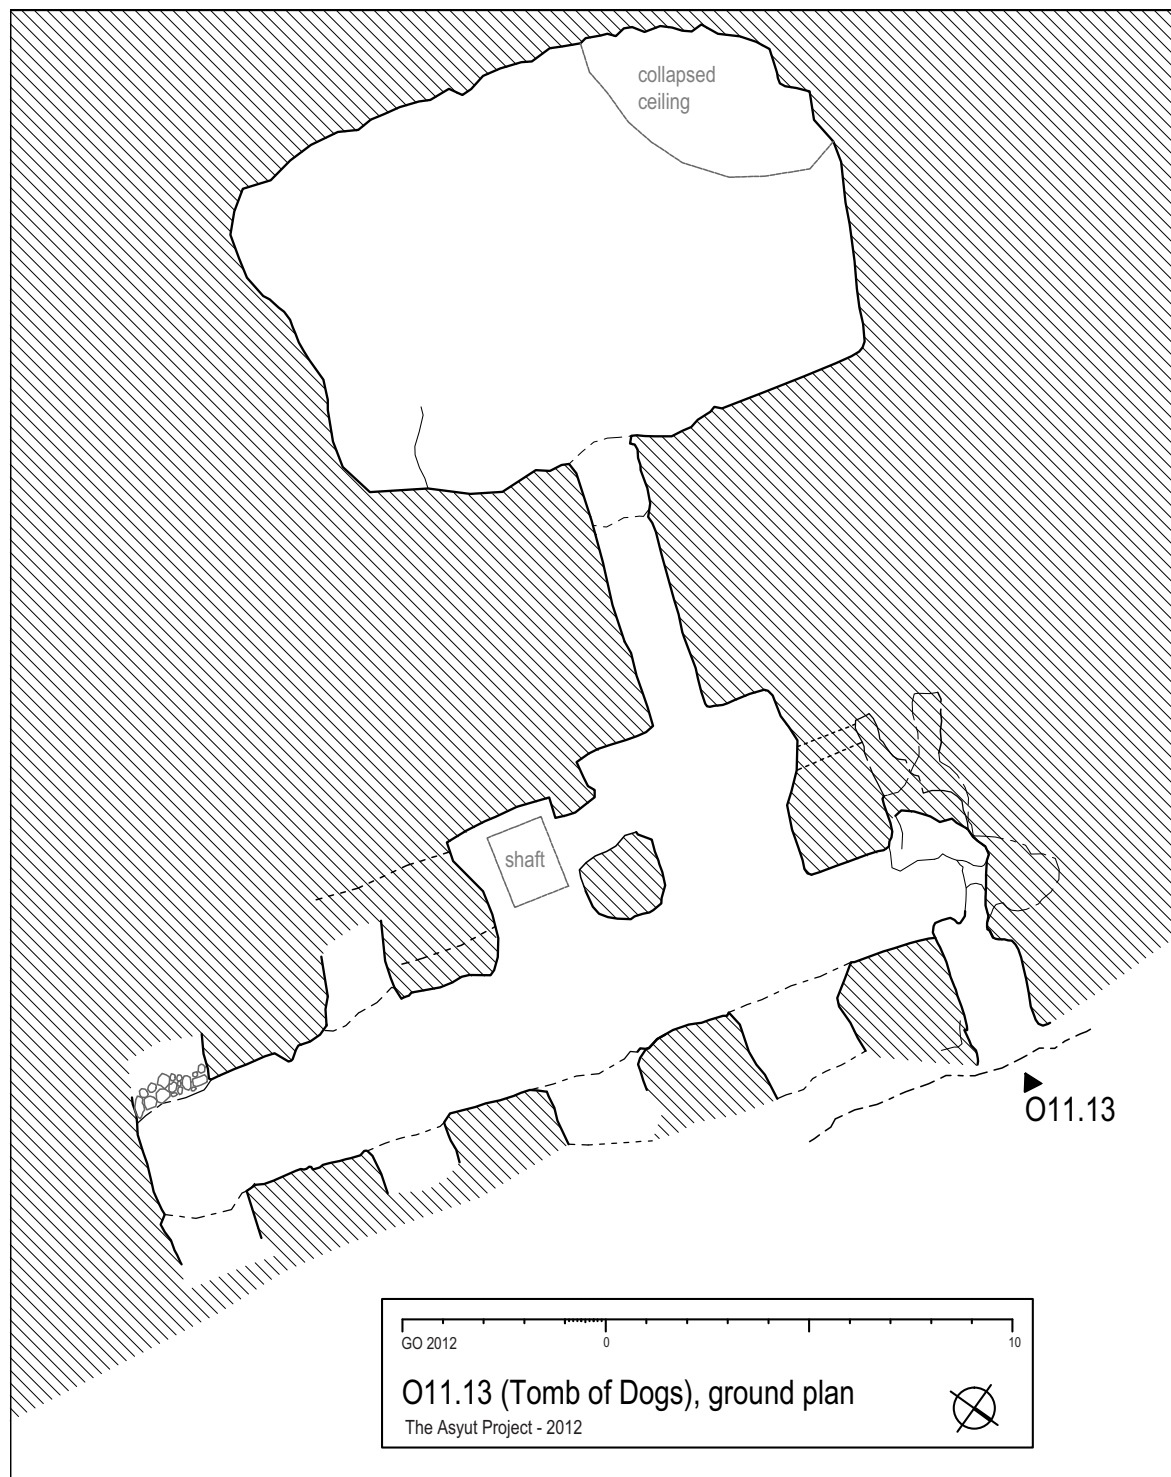 collapsed
ceiling
shaft
O11.13
GO 2012
0
10
O11.13 (Tomb of Dogs), ground plan
The Asyut Project - 2012